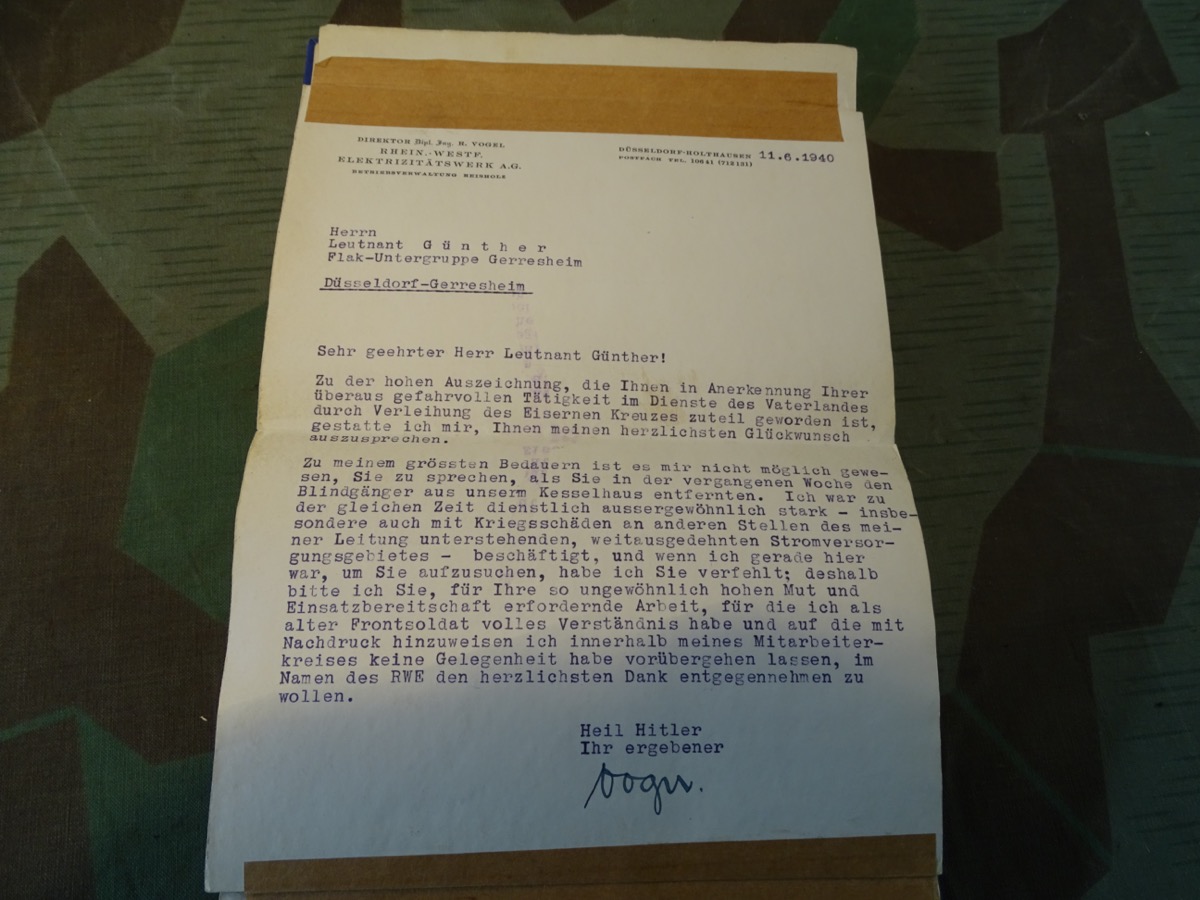 DIREKTOR Dipl. Ing. H. VOGEL
RHEIN.-WESTF.
ELEKTRIZITÄTSWERK A.G.
BETRIEBSVERWALTUNG REISHOLZ
DÜSSELDORF-HOLTHAUSEN 11.6.1940
POSTFACH TEL. 10641 (712121)
Herrn
Leutnant G ü n t h e r
Flak-Untergruppe Gerresheim
Düsseldorf-Gerresheim
Sehr geehrter Herr Leutnant Günther!
Zu der hohen Auszeichnung, die Ihnen in Anerkennung Ihrer
überaus gefahrvollen Tätigkeit im Dienste des Vaterlandes
durch Verleihung des Eisernen Kreuzes zuteil geworden ist,
gestatte ich mir, Ihnen meinen herzlichsten Glückwunsch
auszusprechen.
Zu meinem grössten Bedauern ist es mir nicht möglich gewe-
sen, Sie zu sprechen, als Sie in der vergangenen Woche den
Blindgänger aus unserm Kesselhaus entfernten. Ich war zu
der gleichen Zeit dienstlich aussergewöhnlich stark - insbe-
sondere auch mit Kriegsschäden an anderen Stellen des mei-
ner Leitung unterstehenden, weitausgedehnten Stromversor-
gungsgebietes - beschäftigt, und wenn ich gerade hier
war, um Sie aufzusuchen, habe ich Sie verfehlt; deshalb
bitte ich Sie, für Ihre so ungewöhnlich hohen Mut und
Einsatzbereitschaft erfordernde Arbeit, für die ich als
alter Frontsoldat volles Verständnis habe und auf die mit
Nachdruck hinzuweisen ich innerhalb meines Mitarbeiter-
kreises keine Gelegenheit habe vorübergehen lassen, im
Namen des RWE den herzlichsten Dank entgegennehmen zu
wollen.
Heil Hitler
Ihr ergebener